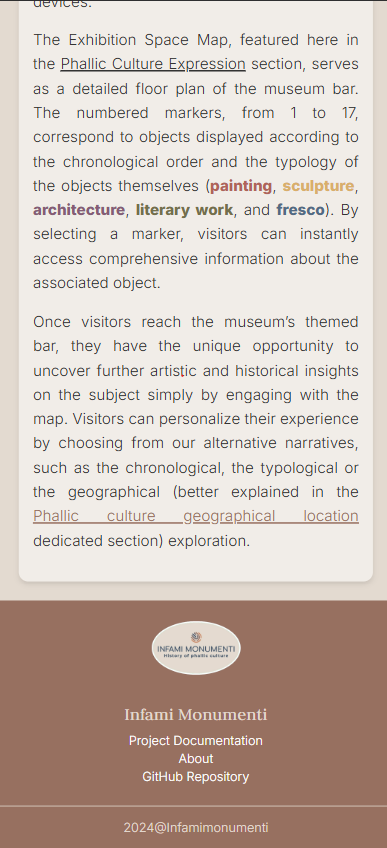 devices.
The Exhibition Space Map, featured here in
the Phallic Culture Expression section, serves
as a detailed floor plan of the museum bar.
The numbered markers, from 1 to 17,
correspond to objects displayed according to
the chronological order and the typology of
the objects themselves (painting, sculpture,
architecture, literary work, and fresco). By
selecting a marker, visitors can instantly
access comprehensive information about the
associated object.
Once visitors reach the museum’s themed
bar, they have the unique opportunity to
uncover further artistic and historical insights
on the subject simply by engaging with the
map. Visitors can personalize their experience
by choosing from our alternative narratives,
such as the chronological, the typological or
the geographical (better explained in the
Phallic culture geographical location
dedicated section) exploration.
INFAMI MONUMENTI
History of phallic culture
Infami Monumenti
Project Documentation
About
GitHub Repository
2024@Infamimonumenti